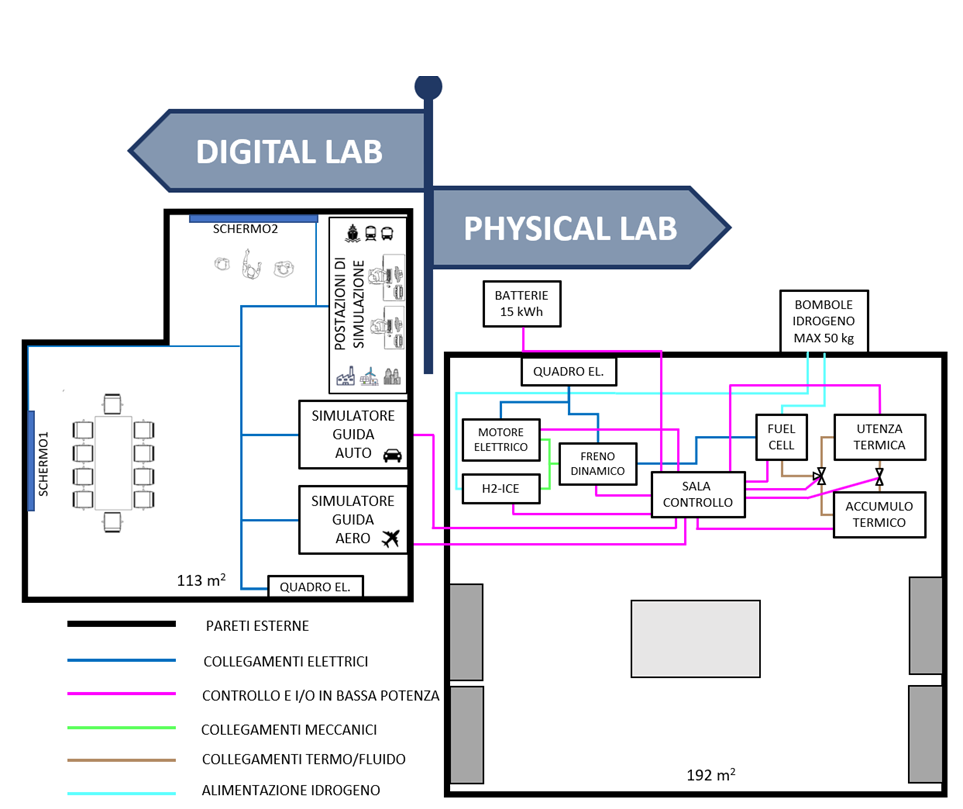 DIGITAL LAB
PHYSICAL LAB
SCHERMO2
POSTAZIONI DI
SIMULAZIONE
SCHERMO1
SIMULATORE
GUIDA
AUTO
SIMULATORE
GUIDA
AERO
113 m²
QUADRO EL.
BATTERIE
15 kWh
BOMBOLE
IDROGENO
MAX 50 kg
QUADRO EL.
MOTORE
ELETTRICO
FRENO
DINAMICO
H2-ICE
SALA
CONTROLLO
FUEL
CELL
UTENZA
TERMICA
ACCUMULO
TERMICO
192 m²
PARETI ESTERNE
COLLEGAMENTI ELETTRICI
CONTROLLO E I/O IN BASSA POTENZA
COLLEGAMENTI MECCANICI
COLLEGAMENTI TERMO/FLUIDO
ALIMENTAZIONE IDROGENO